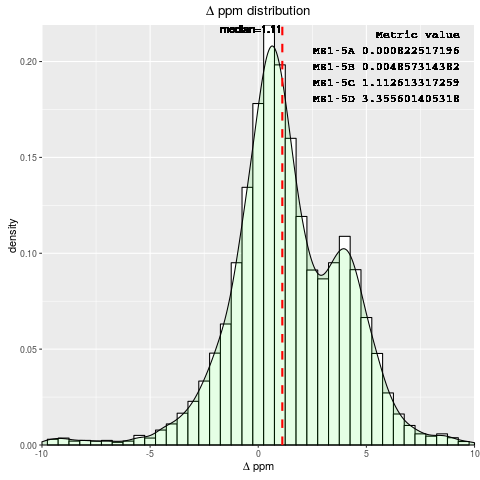 Δ ppm distribution
median=1.11
Metric value
MS1-5A 0.000822517196
MS1-5B 0.004857314382
MS1-5C 1.112613317259
MS1-5D 3.355601405318
0.20
0.15
0.10
0.05
0.00
density
-10 -5 0 5 10
Δ ppm